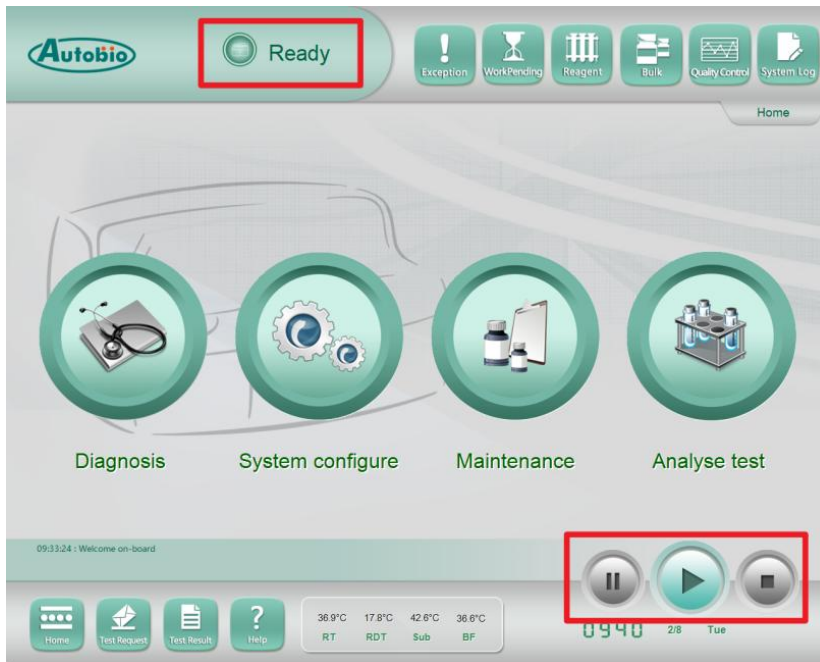 Autobio
Ready
Exception
WorkPending
Reagent
Bulk
Quality Control
System Log
Home
Diagnosis
System configure
Maintenance
Analyse test
09:33:24 : Welcome on-board
Home
Test Request
Test Result
? Help
36.9°C 17.8°C 42.6°C 36.6°C
RT RDT Sub BF
0940 2/8 Tue